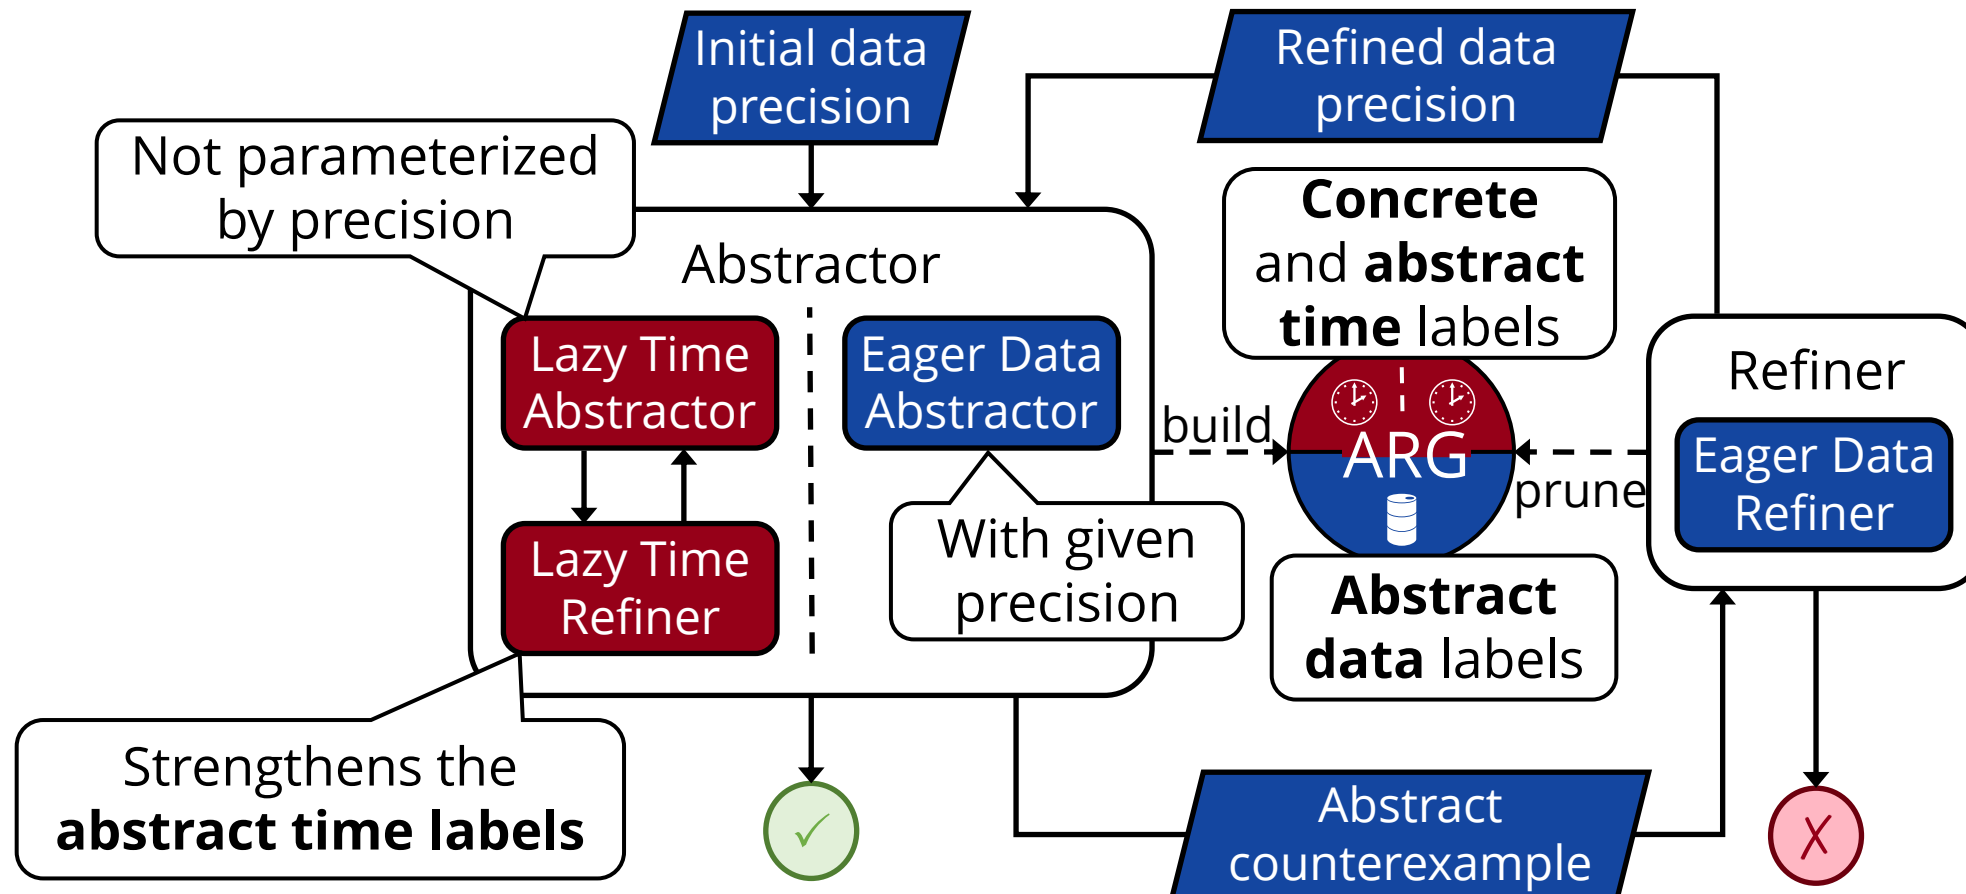 Initial data
precision
Refined data
precision
Not parameterized
by precision
Concrete
and abstract
time labels
Abstractor
Lazy Time
Abstractor
Eager Data
Abstractor
Refiner
build
ARG
prune
Eager Data
Refiner
Lazy Time
Refiner
With given
precision
Abstract
data labels
Strengthens the
abstract time labels
✓
Abstract
counterexample
✗